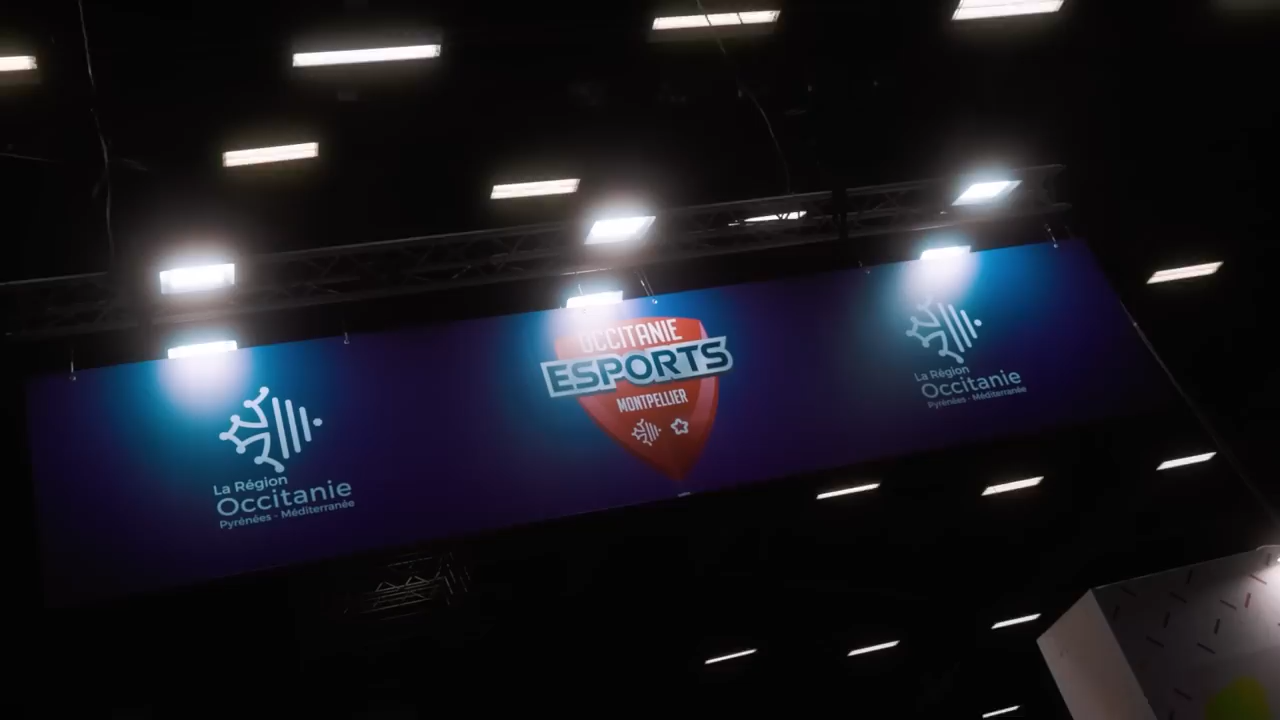 La Région
Occitanie
Pyrénées - Méditerranée
OCCITANIE
ESPORTS
MONTPELLIER
La Région
Occitanie
Pyrénées - Méditerranée